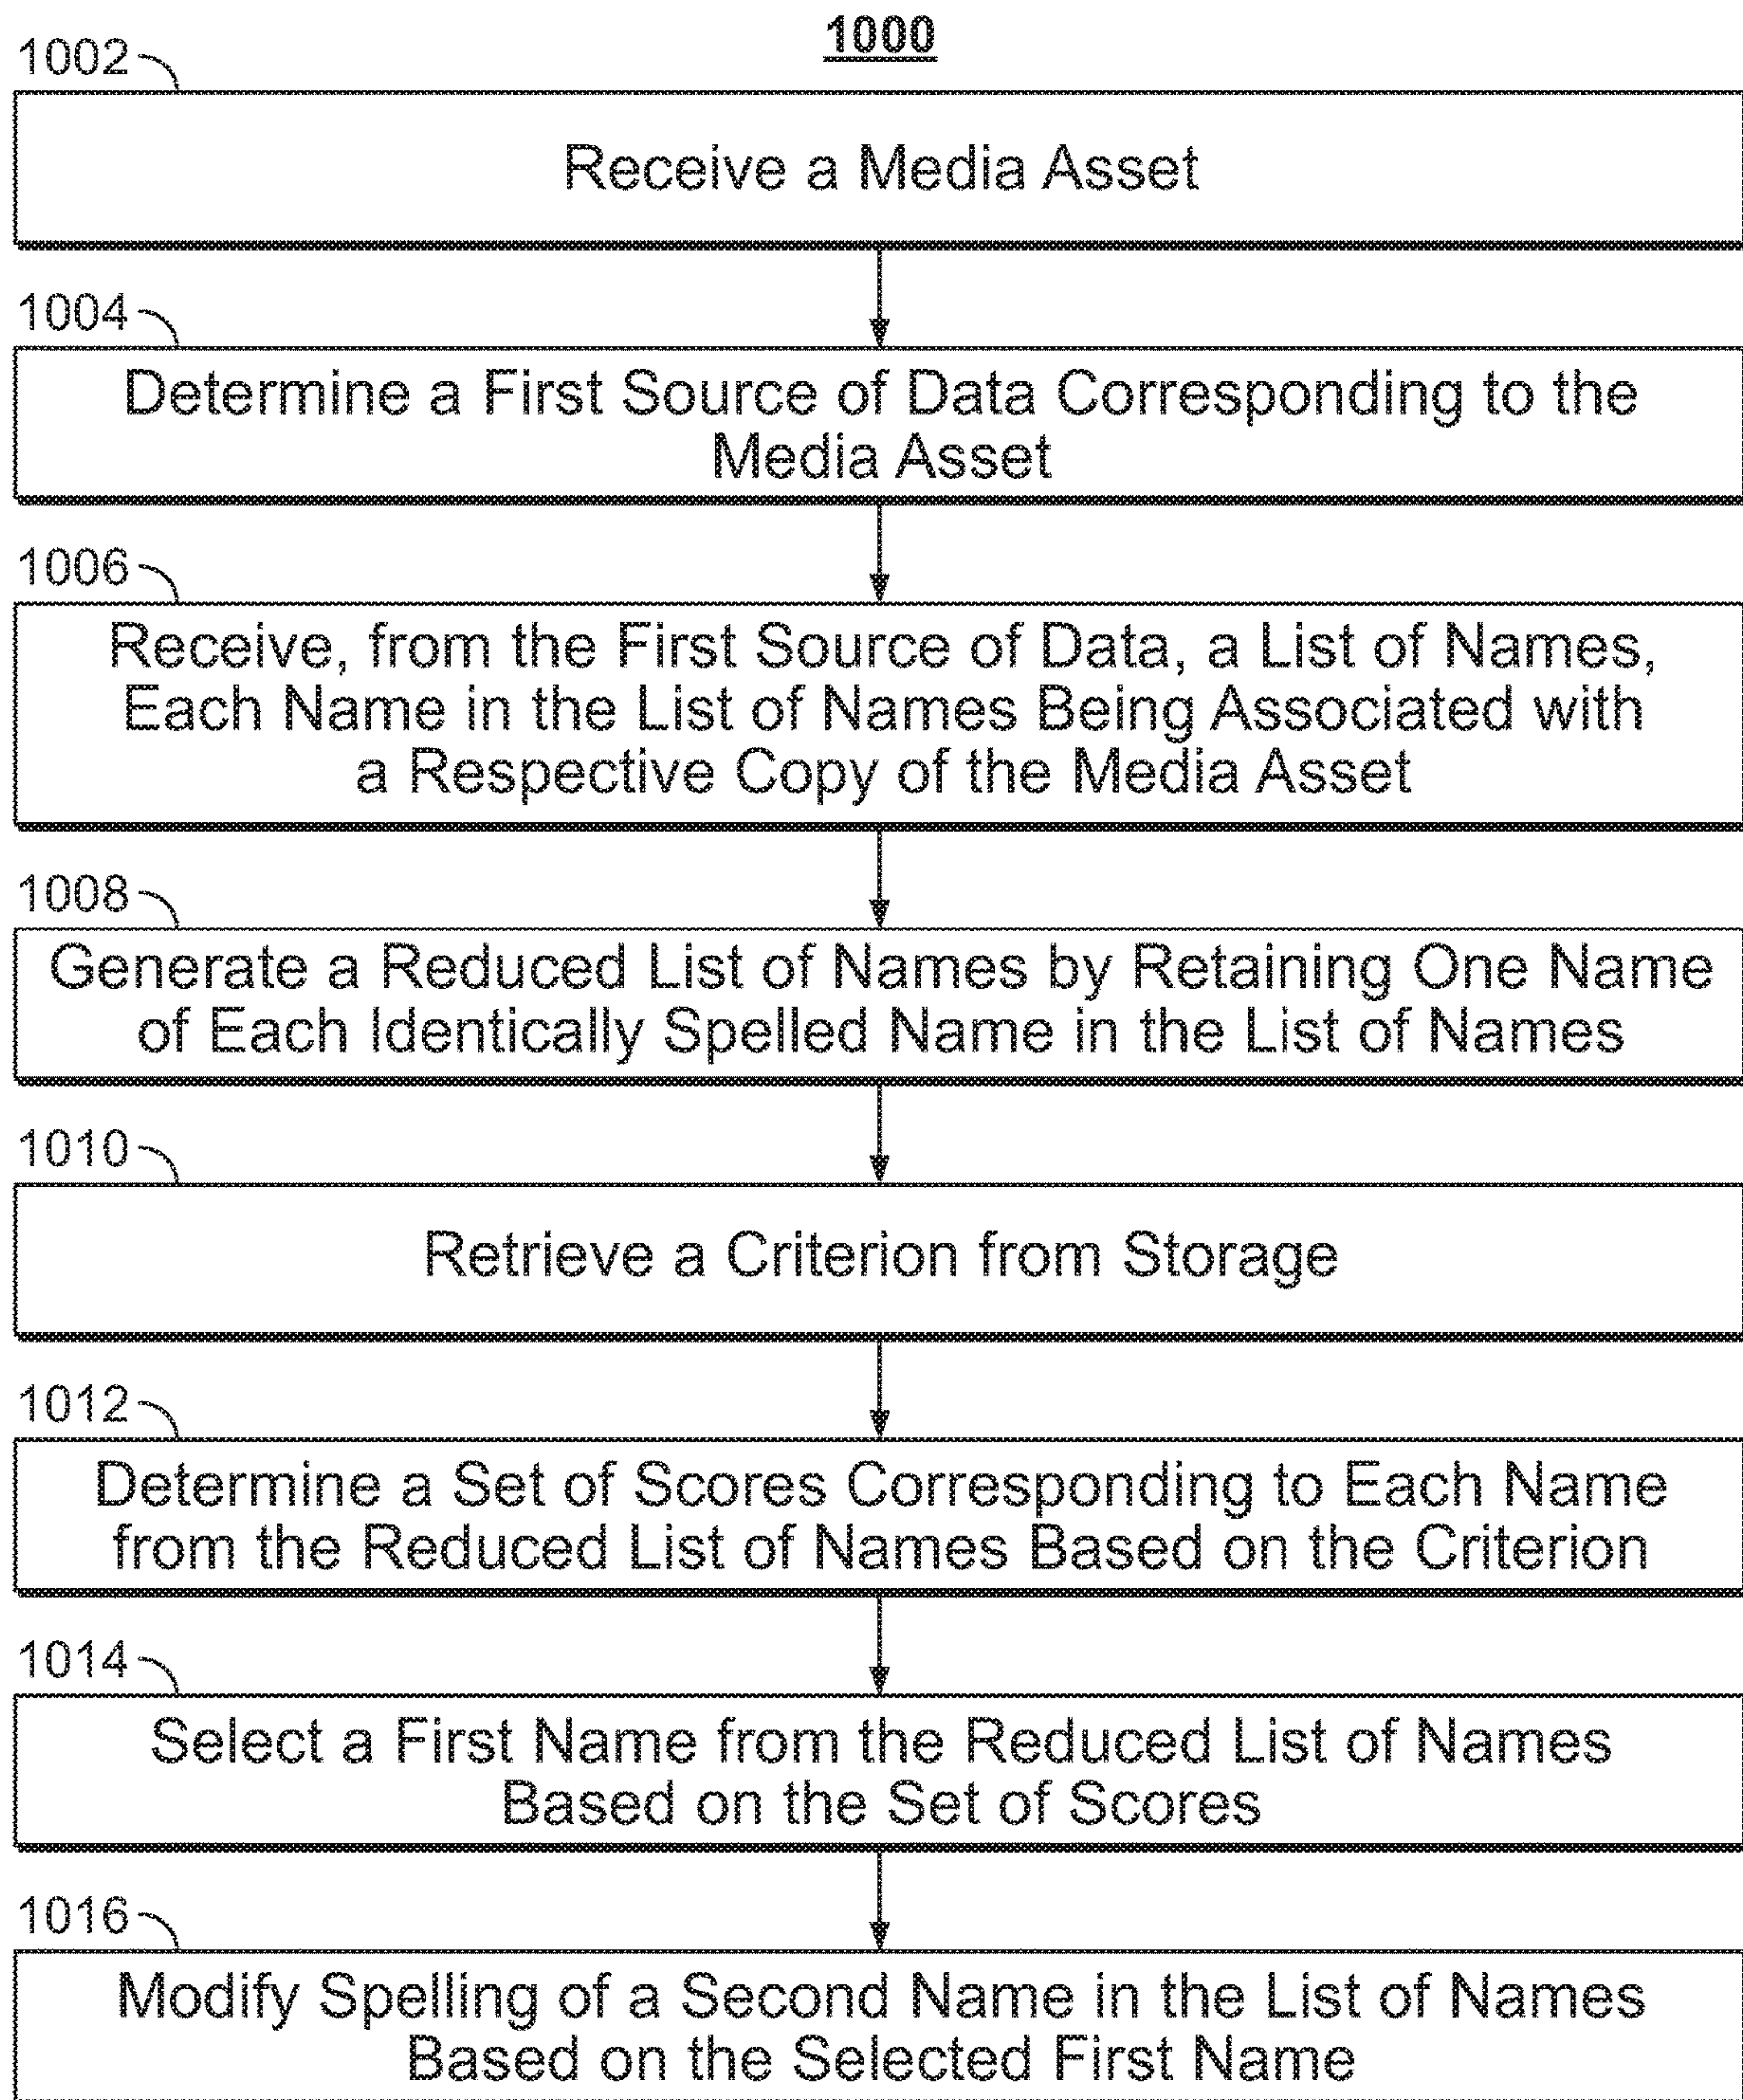 1000
1002
Receive a Media Asset
1004
Determine a First Source of Data Corresponding to the
Media Asset
1006
Receive, from the First Source of Data, a List of Names,
Each Name in the List of Names Being Associated with
a Respective Copy of the Media Asset
1008
Generate a Reduced List of Names by Retaining One Name
of Each Identically Spelled Name in the List of Names
1010
Retrieve a Criterion from Storage
1012
Determine a Set of Scores Corresponding to Each Name
from the Reduced List of Names Based on the Criterion
1014
Select a First Name from the Reduced List of Names
Based on the Set of Scores
1016
Modify Spelling of a Second Name in the List of Names
Based on the Selected First Name